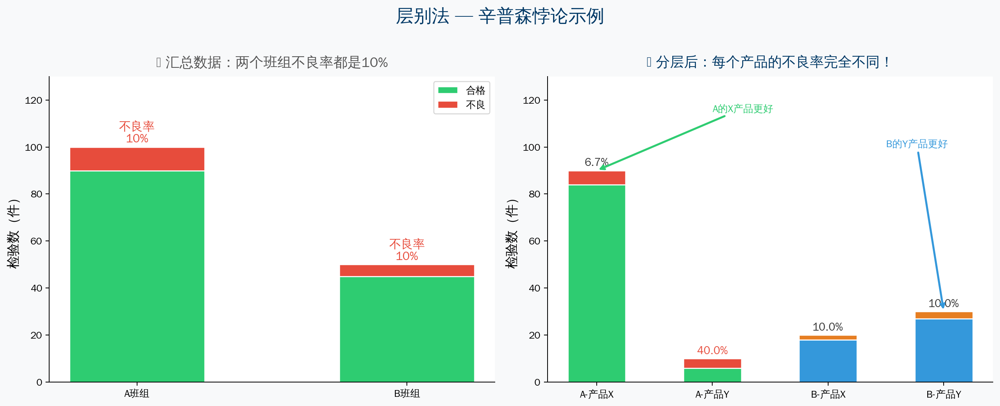 层别法 — 辛普森悖论示例
汇总数据：两个班组不良率都是10%
合格
不良
120
100
80
60
40
20
0
检验数（件）
不良率
10%
不良率
10%
A班组
B班组
分层后：每个产品的不良率完全不同！
120
100
80
60
40
20
0
检验数（件）
A的X产品更好
B的Y产品更好
6.7%
40.0%
10.0%
10.0%
A-产品X
A-产品Y
B-产品X
B-产品Y